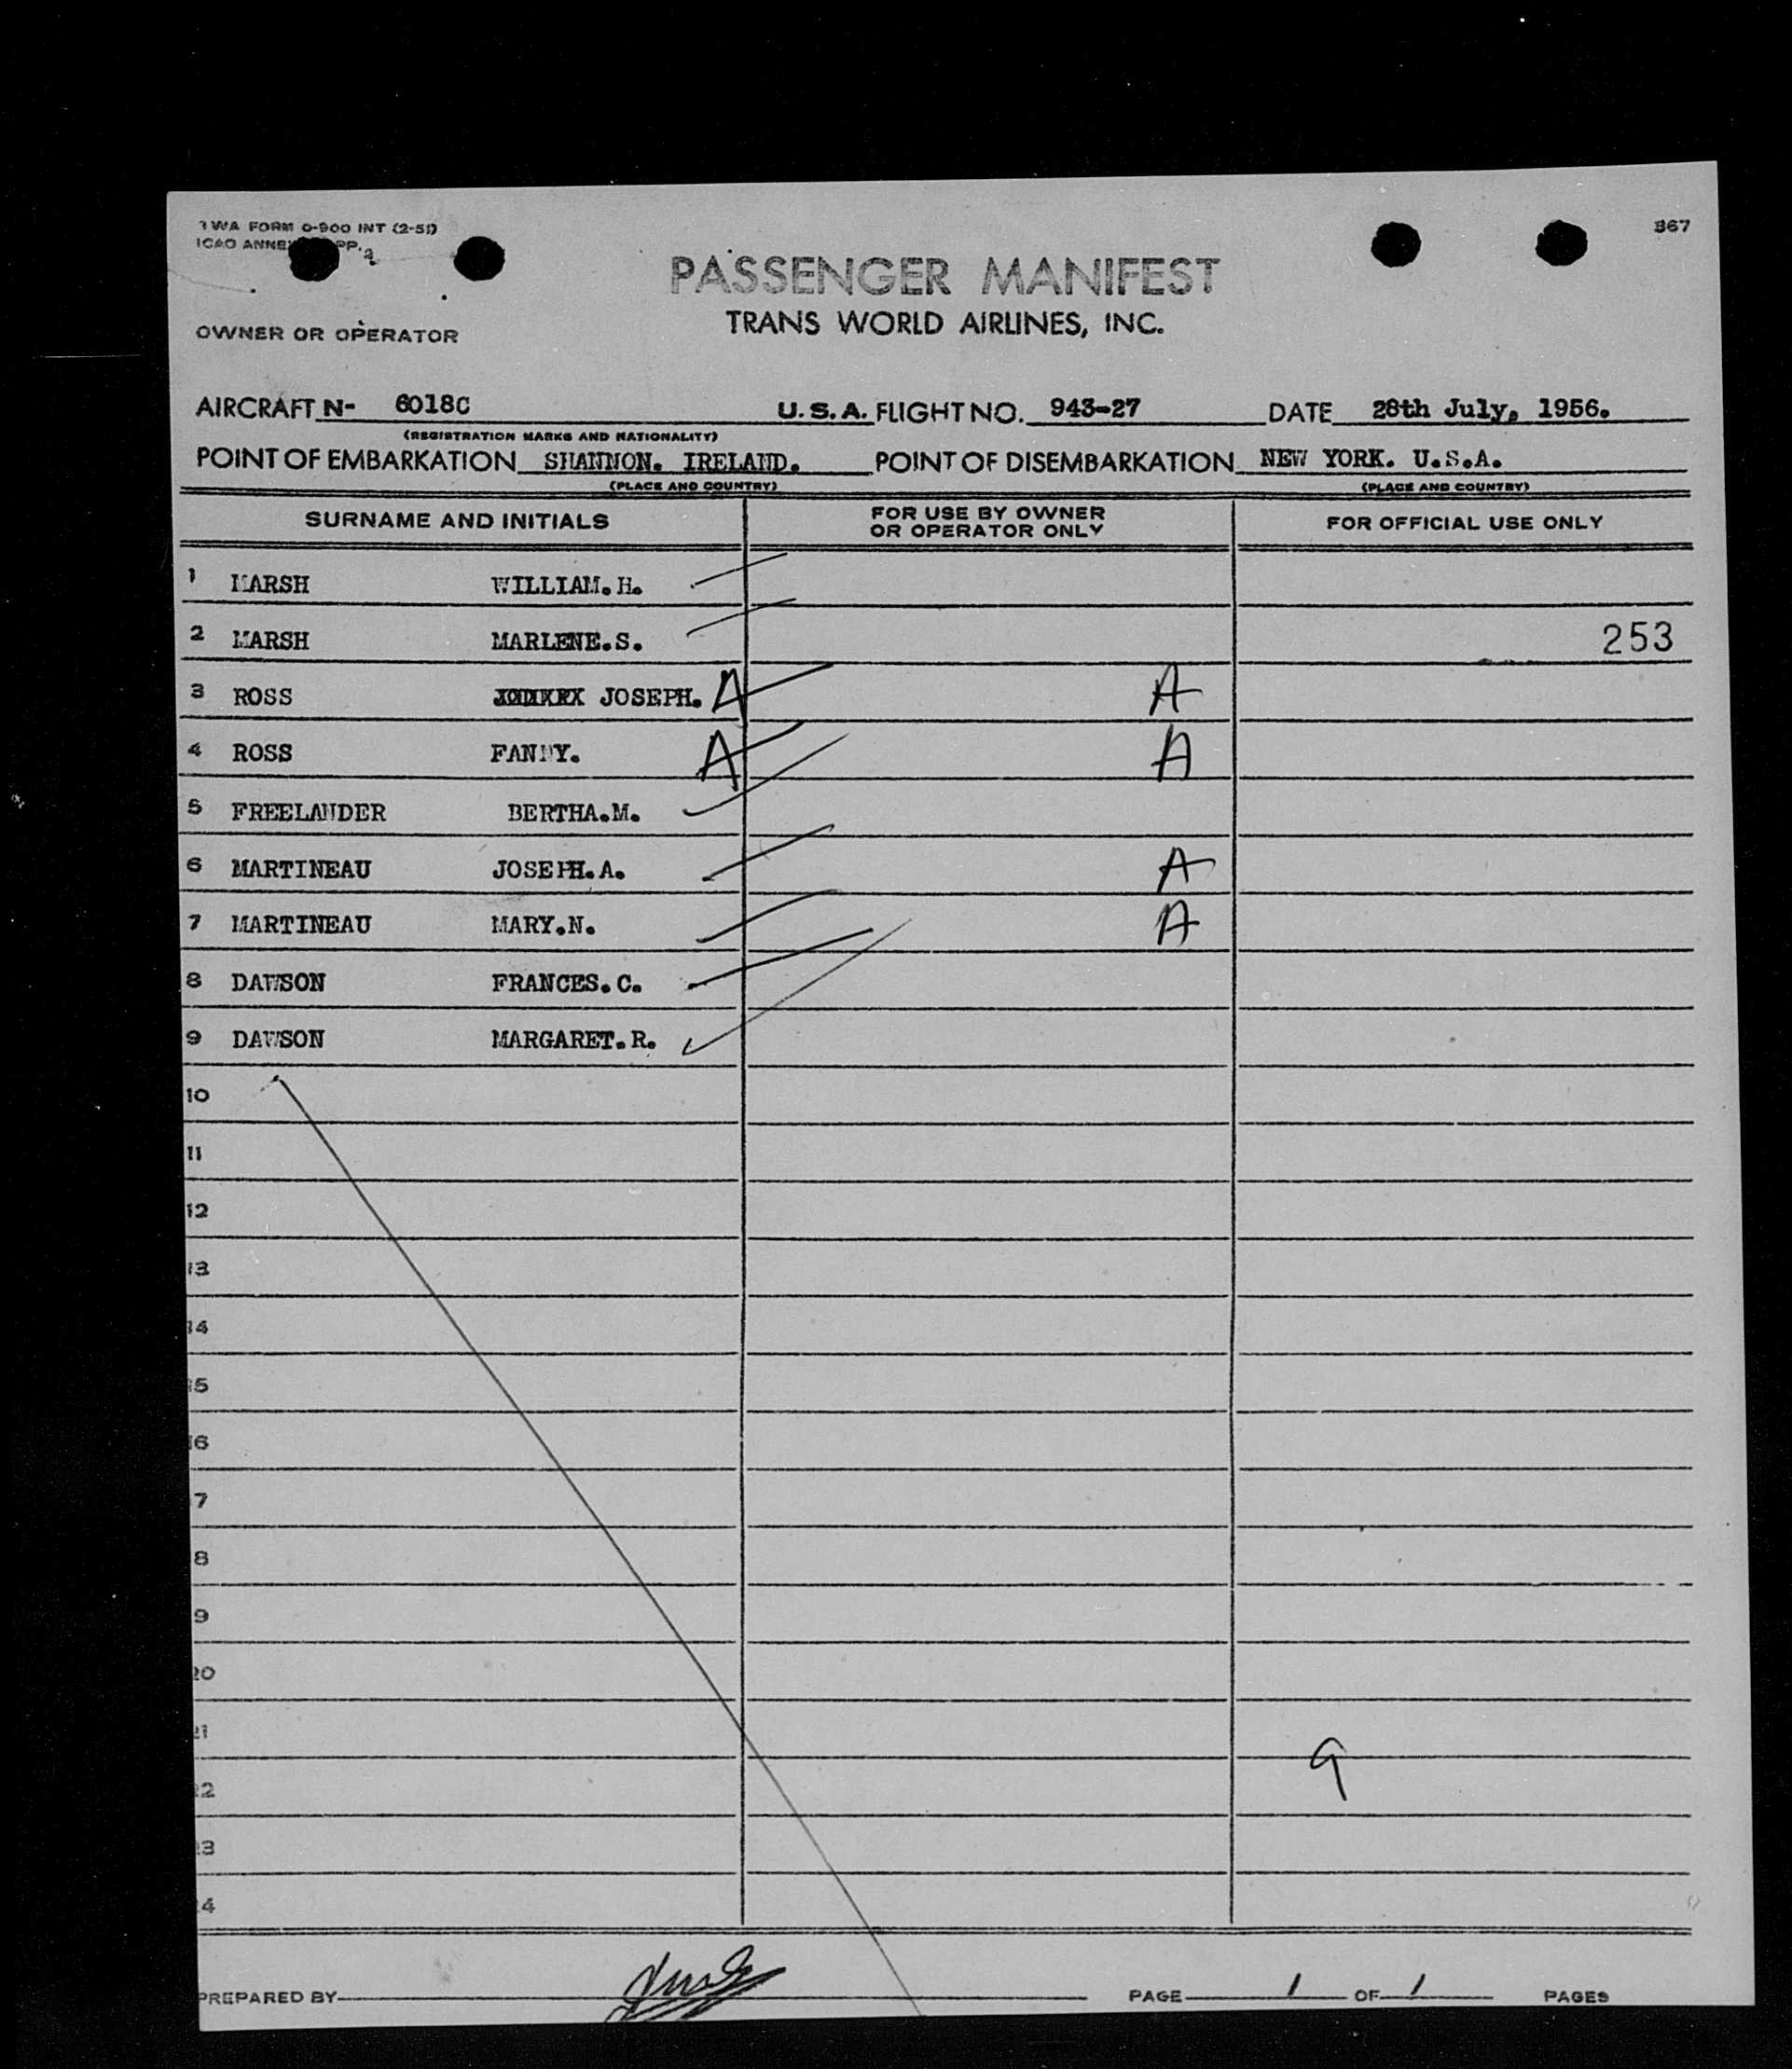 TWA FORM O-900 INT (2-51)
367
ICAO ANNEX
PASSENGER MANIFEST
TRANS WORLD AIRLINES, INC.
OWNER OR OPERATOR
AIRCRAFT N- 6018C U.S.A. FLIGHT NO. 943-27 DATE 28th July, 1956.
(REGISTRATION MARKS AND NATIONALITY)
POINT OF EMBARKATION SHANNON. IRELAND. POINT OF DISEMBARKATION NEW YORK. U.S.A.
(PLACE AND COUNTRY) (PLACE AND COUNTRY)
SURNAME AND INITIALS FOR USE BY OWNER OR OPERATOR ONLY FOR OFFICIAL USE ONLY
1 MARSH WILLIAM.H.
2 MARSH MARLENE.S. 253
3 ROSS JOSEPH. A A
4 ROSS FANNY. A A
5 FREELANDER BERTHA.M.
6 MARTINEAU JOSEPH.A. A
7 MARTINEAU MARY.N. A
8 DAWSON FRANCES.C.
9 DAWSON MARGARET.R.
10
11
12
13
14
15
16
17
18
19
20
21
9
22
23
24
PREPARED BY PAGE 1 OF 1 PAGES